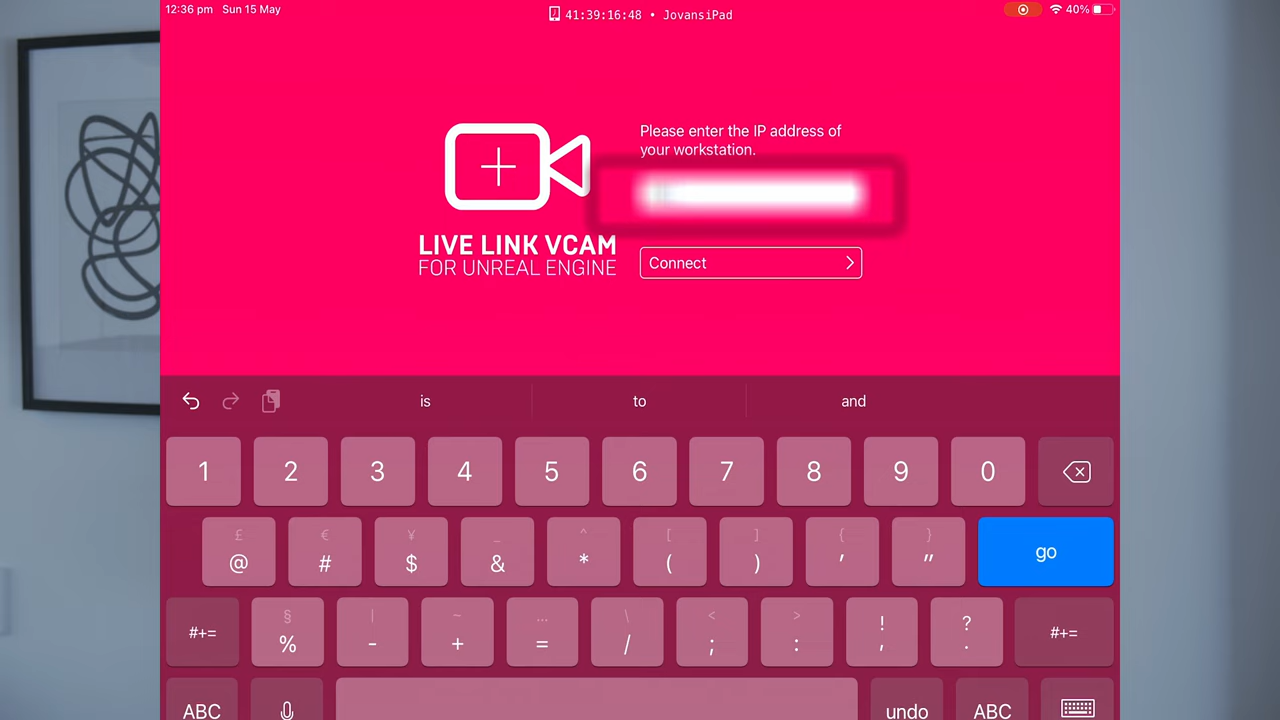 12:36 pm Sun 15 May
41:39:16:48 • JovansiPad
40%
Please enter the IP address of
your workstation.
LIVE LINK VCAM
FOR UNREAL ENGINE
Connect
is to and
1 2 3 4 5 6 7 8 9 0
£ € ¥ _ ^ [ ] { }
@ # $ & * ( ) ' "
go
§ | ~ … \ < > ! ?
#+= % - + = / ; : , . #+=
ABC undo ABC